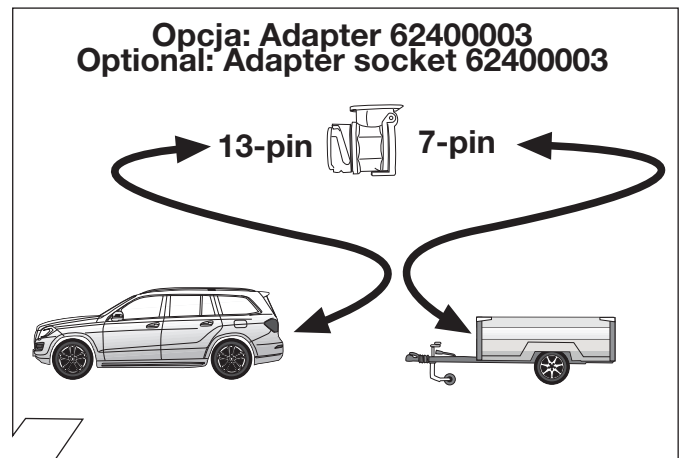 Opcja: Adapter 62400003
Optional: Adapter socket 62400003
13-pin 7-pin